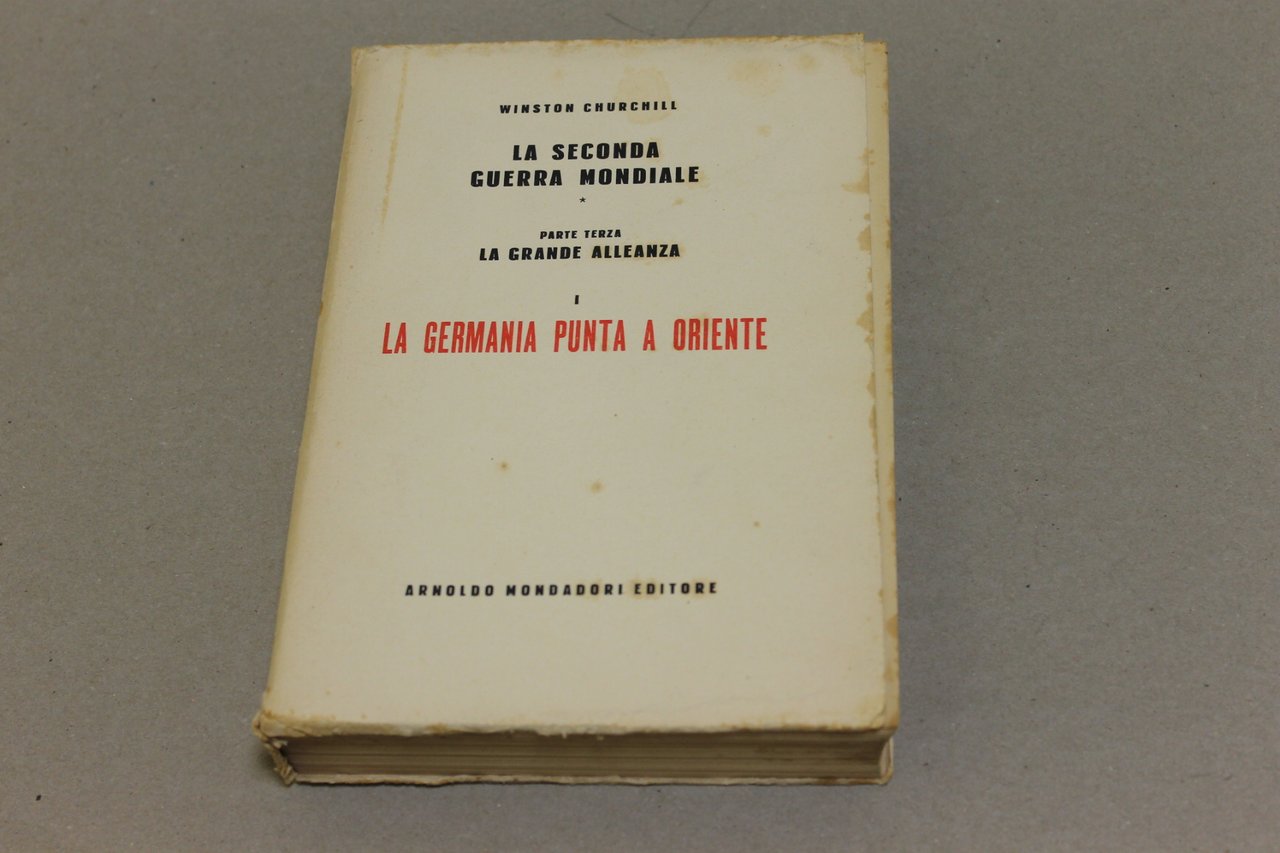 WINSTON CHURCHILL
LA SECONDA
GUERRA MONDIALE
*
PARTE TERZA
LA GRANDE ALLEANZA
I
LA GERMANIA PUNTA A ORIENTE
ARNOLDO MONDADORI EDITORE